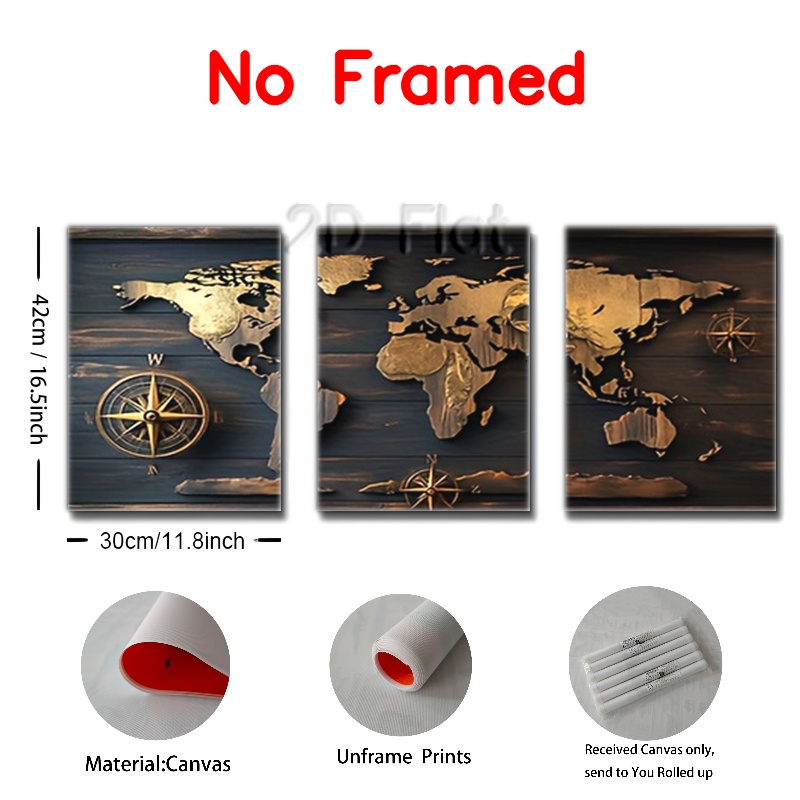 No Framed
2D Flat
42cm / 16.5inch
W
N
30cm/11.8inch
Material:Canvas
Unframe Prints
Received Canvas only,
send to You Rolled up